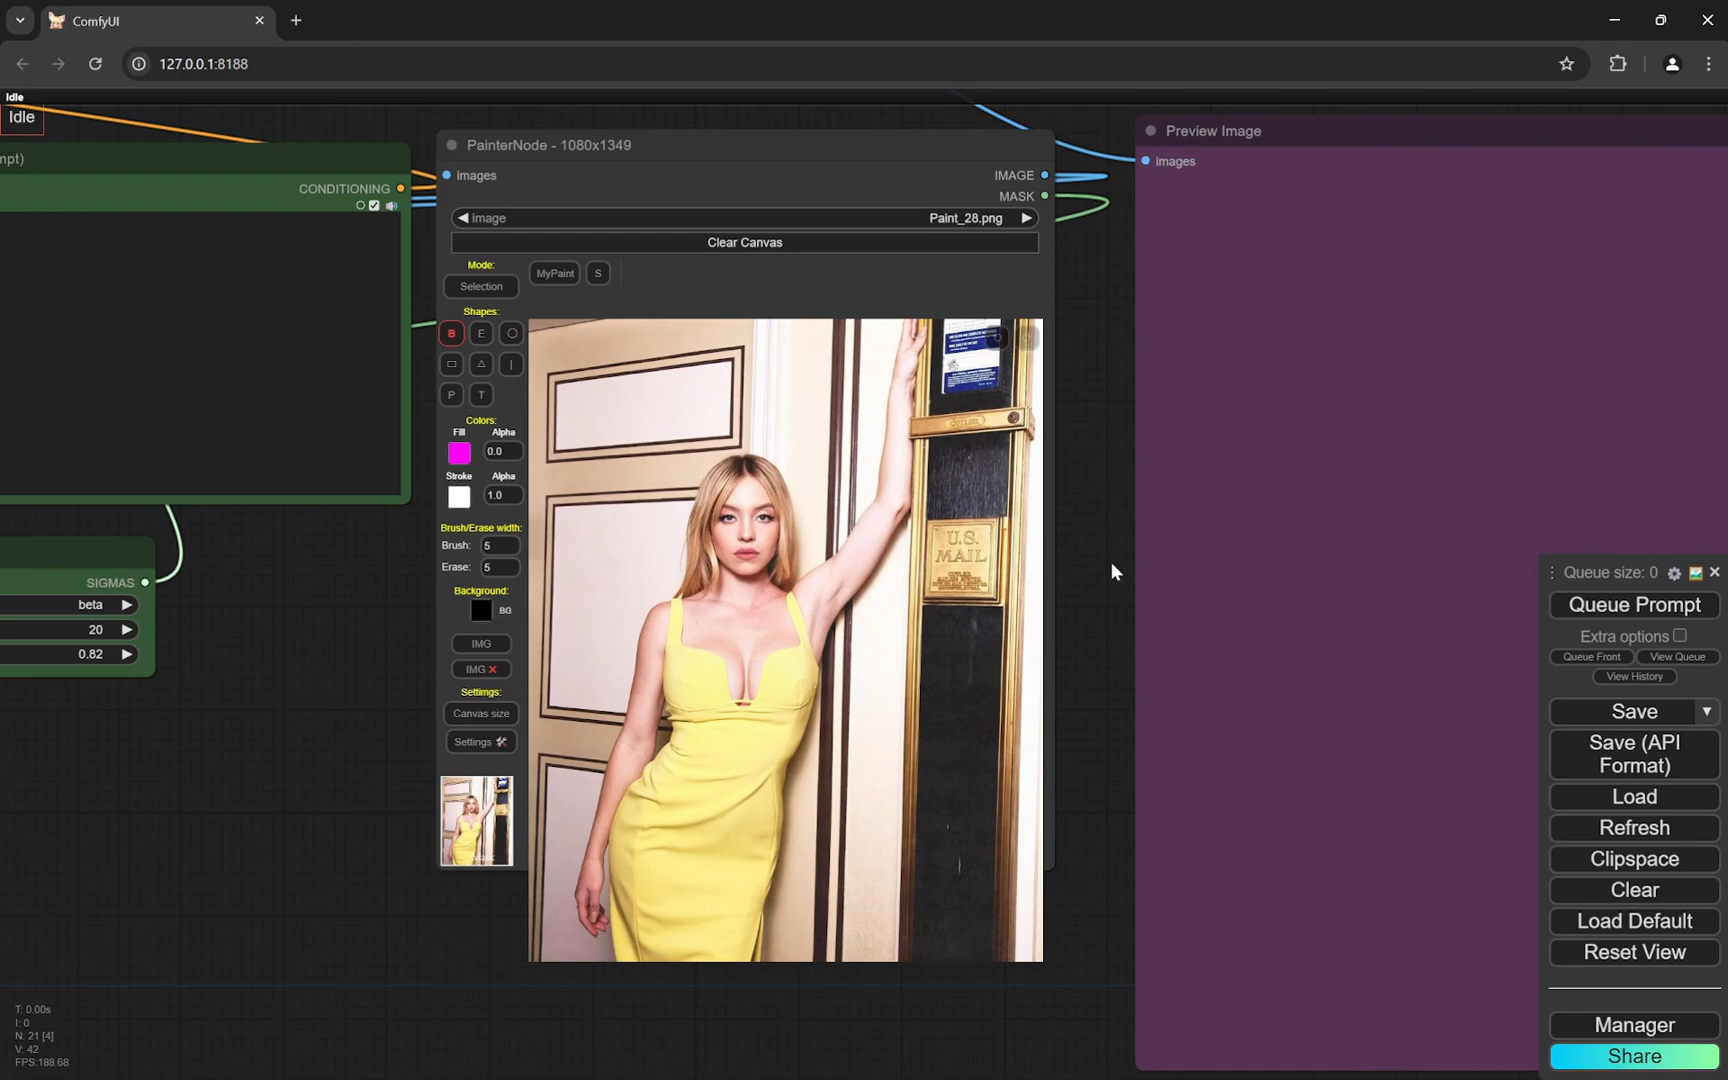 ComfyUI
127.0.0.1:8188
Idle
Idle
mpt)
CONDITIONING
SIGMAS
beta
20
0.82
PainterNode - 1080x1349
images
IMAGE
MASK
image
Paint_28.png
Clear Canvas
Mode:
Selection
MyPaint
S
Shapes:
B
E
P
T
Colors:
Fill
Alpha
0.0
Stroke
Alpha
1.0
Brush/Erase width:
Brush:
5
Erase:
5
Background:
BG
IMG
IMG
Settimgs:
Canvas size
Settings
U.S.
MAIL
Preview Image
images
Queue size: 0
Queue Prompt
Extra options
Queue Front
View Queue
View History
Save
Save (API
Format)
Load
Refresh
Clipspace
Clear
Load Default
Reset View
Manager
Share
T: 0.00s
I: 0
N: 21 [4]
V: 42
FPS:188.68